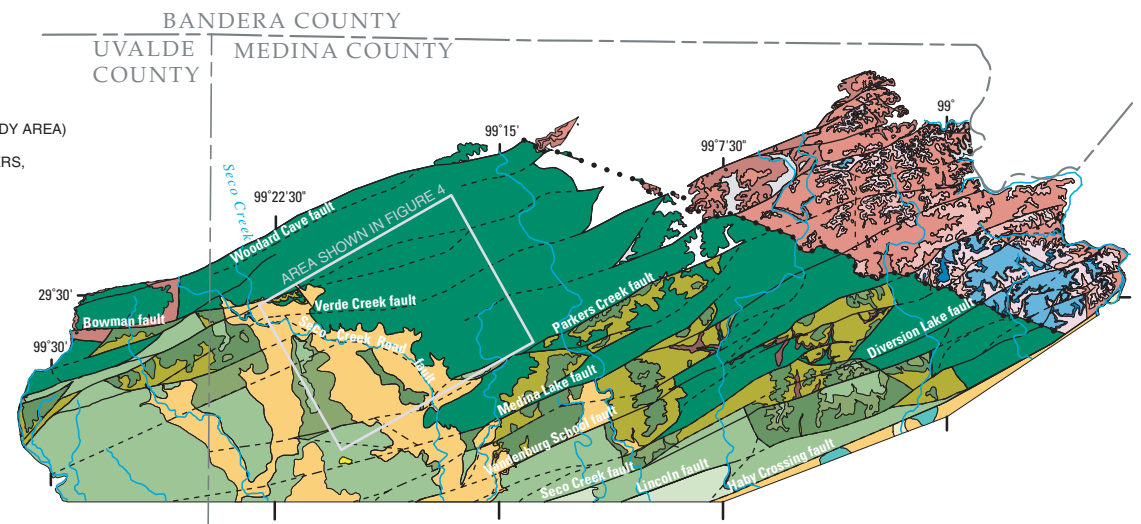 BANDERA COUNTY
UVALDE
COUNTY
MEDINA COUNTY
DY AREA)
ERS,
99°
99°15'
99°7'30"
Seco Creek
99°22'30"
Woodard Cave fault
AREA SHOWN IN FIGURE 4
29°30'
Verde Creek fault
Bowman fault
Parkers Creek fault
Seco Creek Road fault
Diversion Lake fault
99°30'
Medina Lake fault
Vandenburg School fault
Seco Creek fault
Lincoln fault
Haby Crossing fault